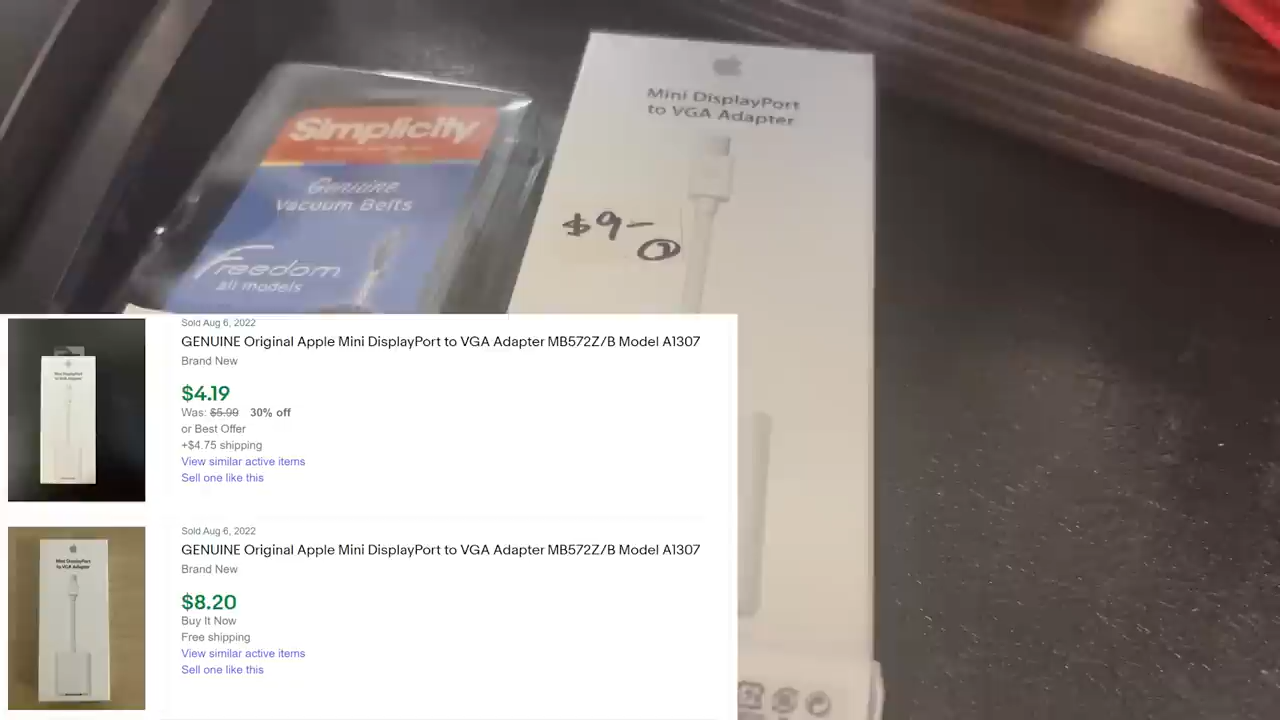 Simplicity
Genuine
Vacuum Belts
Freedom
all models
Mini DisplayPort
to VGA Adapter
$9-
Sold Aug 6, 2022
GENUINE Original Apple Mini DisplayPort to VGA Adapter MB572Z/B Model A1307
Brand New
$4.19
Was: $5.99 30% off
or Best Offer
+$4.75 shipping
View similar active items
Sell one like this
Sold Aug 6, 2022
GENUINE Original Apple Mini DisplayPort to VGA Adapter MB572Z/B Model A1307
Brand New
$8.20
Buy It Now
Free shipping
View similar active items
Sell one like this